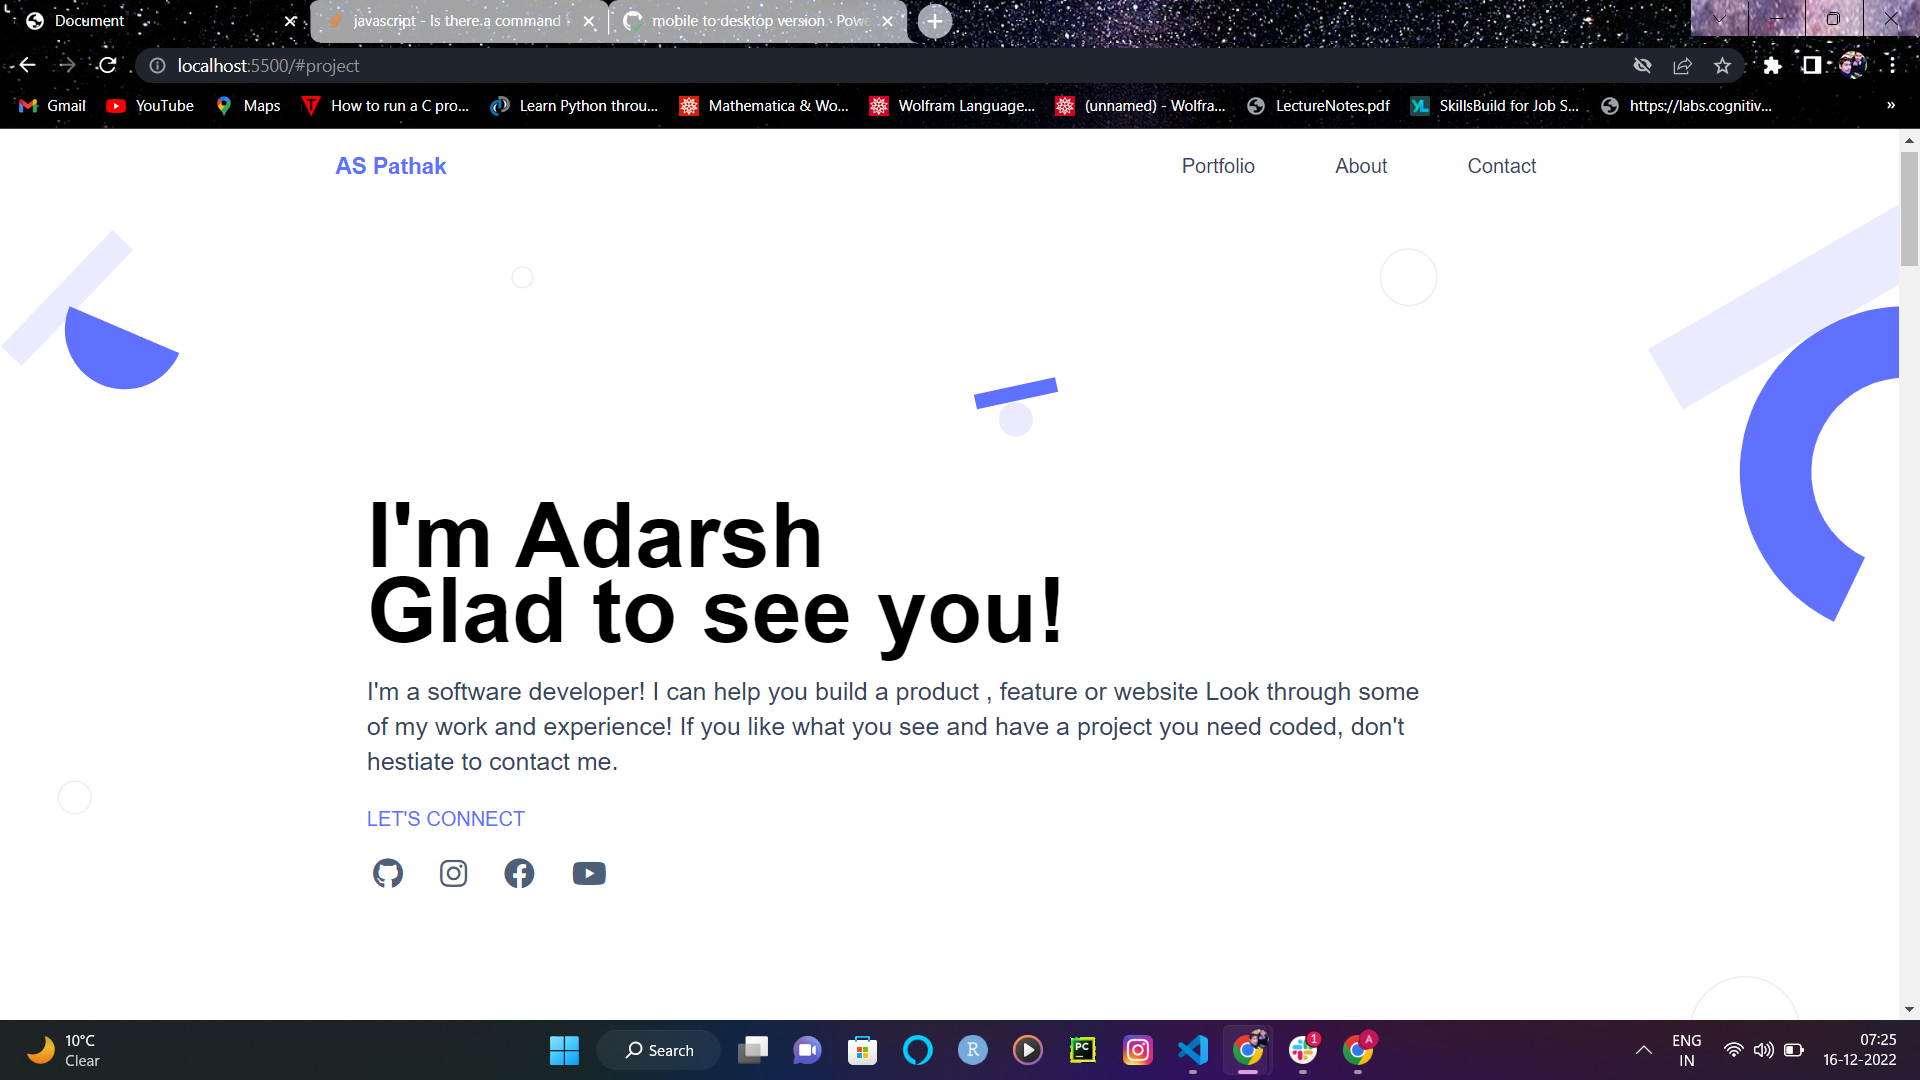 Document
javascript - Is there a command
mobile to desktop version · Pow
localhost:5500/#project
Gmail
YouTube
Maps
How to run a C pro...
Learn Python throu...
Mathematica & Wo...
Wolfram Language...
(unnamed) - Wolfra...
LectureNotes.pdf
SkillsBuild for Job S...
https://labs.cognitiv...
»
AS Pathak
Portfolio
About
Contact
I'm Adarsh
Glad to see you!
I'm a software developer! I can help you build a product , feature or website Look through some
of my work and experience! If you like what you see and have a project you need coded, don't
hestiate to contact me.
LET'S CONNECT
10°C
Clear
Search
R
PC
1
A
ENG
IN
07:25
16-12-2022